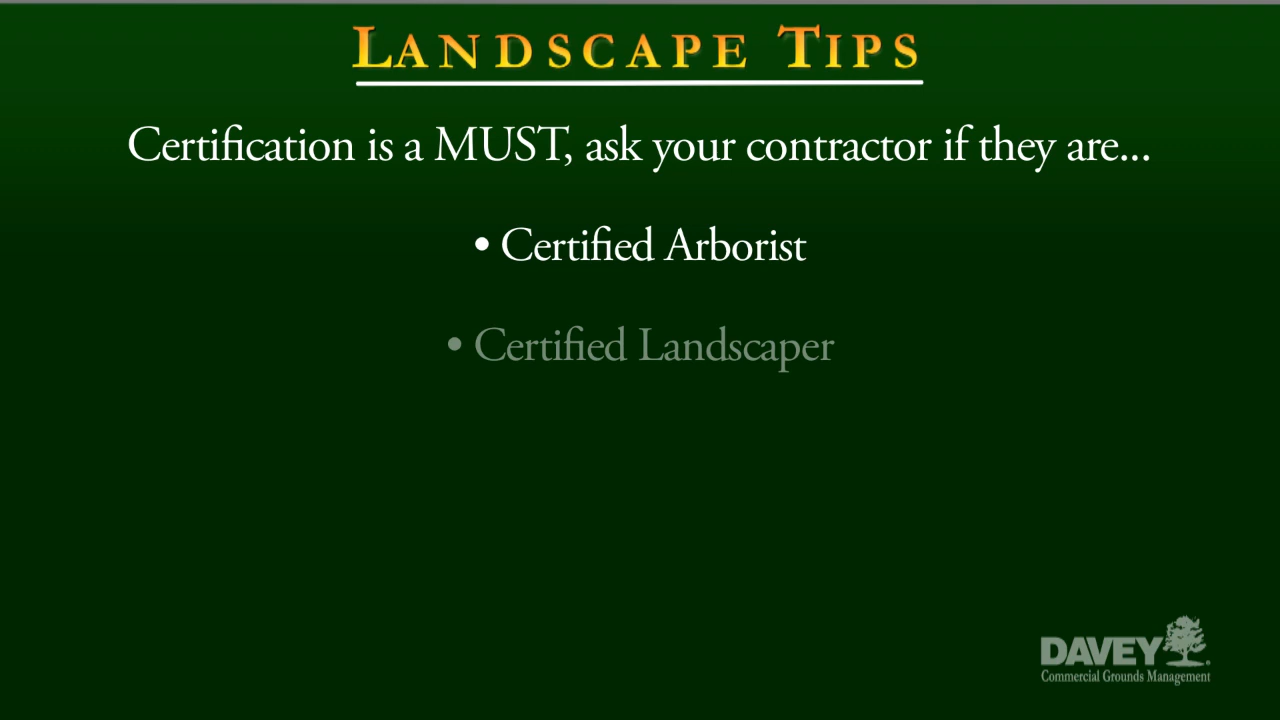 LANDSCAPE TIPS
Certification is a MUST, ask your contractor if they are...
• Certified Arborist
• Certified Landscaper
DAVEY
Commercial Grounds Management